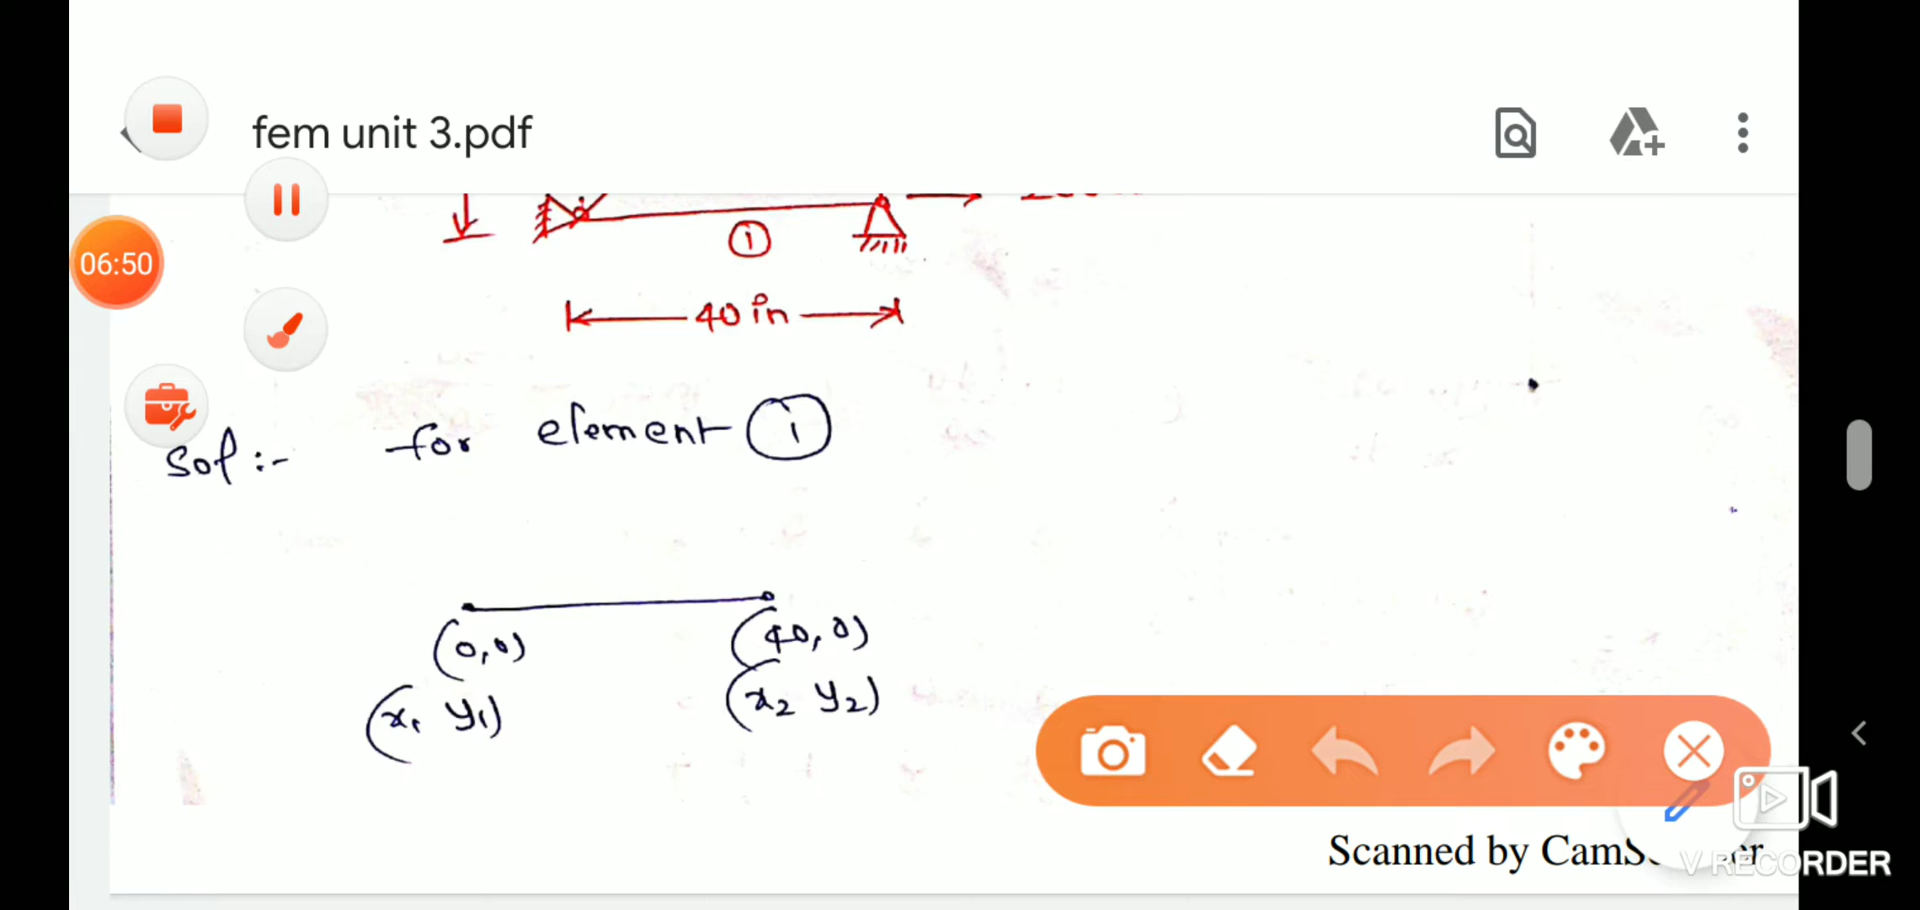 fem unit 3.pdf
06:50
1
40 in
Sol:- for element 1
(0,0) (40,0)
(x1 y1) (x2 y2)
Scanned by
V RECORDER